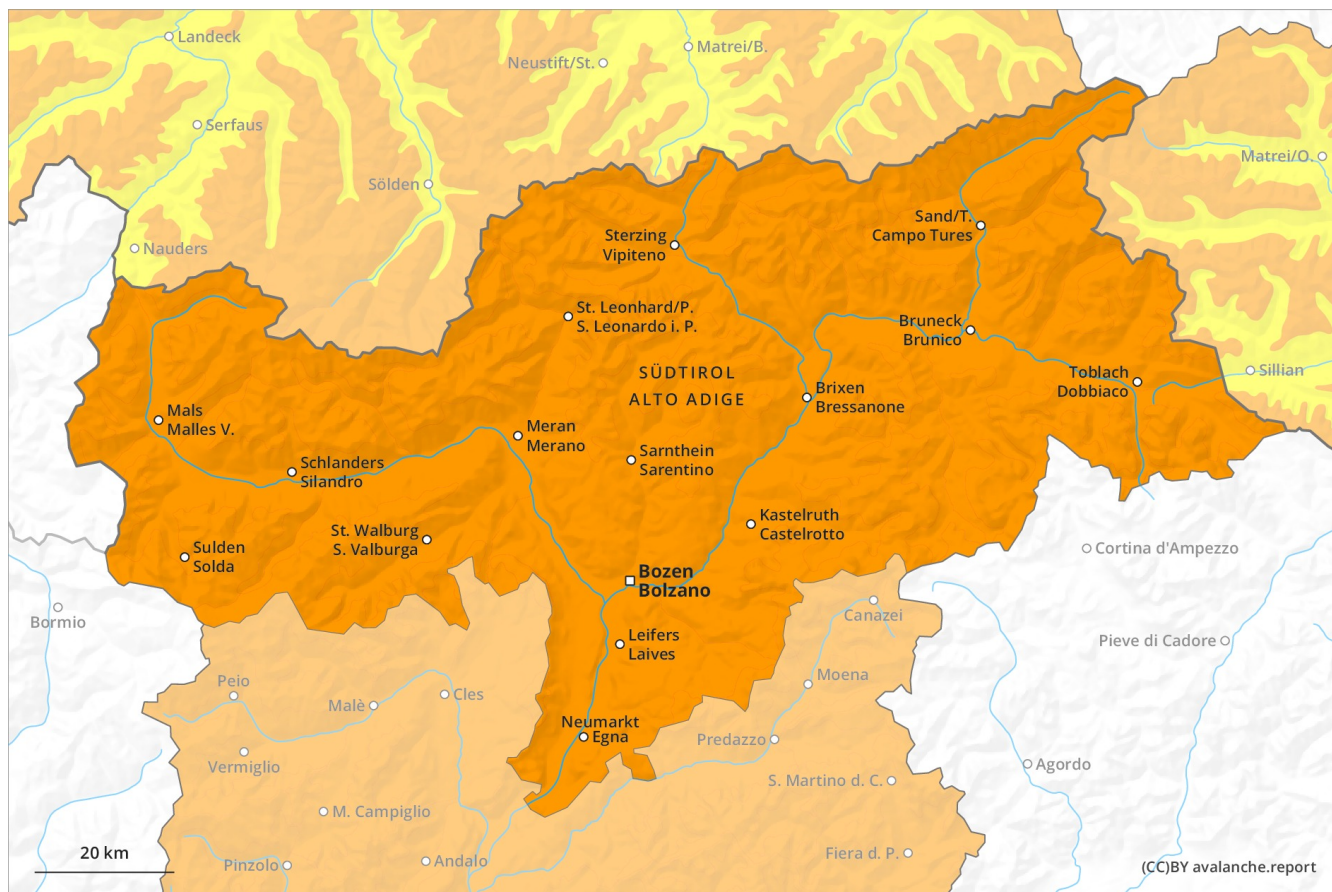 Landeck
Matrei/B.
Neustift/St.
Serfaus
Matrei/O.
Sölden
Sand/T.
Campo Tures
Sterzing
Vipiteno
Nauders
St. Leonhard/P.
S. Leonardo i. P.
Bruneck
Brunico
SÜDTIROL
ALTO ADIGE
Toblach
Dobbiaco
Sillian
Brixen
Bressanone
Mals
Malles V.
Meran
Merano
Sarnthein
Sarentino
Schlanders
Silandro
Kastelruth
Castelrotto
St. Walburg
S. Valburga
Sulden
Solda
Cortina d'Ampezzo
Bozen
Bolzano
Bormio
Canazei
Leifers
Laives
Pieve di Cadore
Moena
Peio
Cles
Malè
Neumarkt
Egna
Predazzo
Vermiglio
Agordo
S. Martino d. C.
M. Campiglio
20 km
Andalo
Pinzolo
Fiera d. P.
(CC)BY avalanche.report